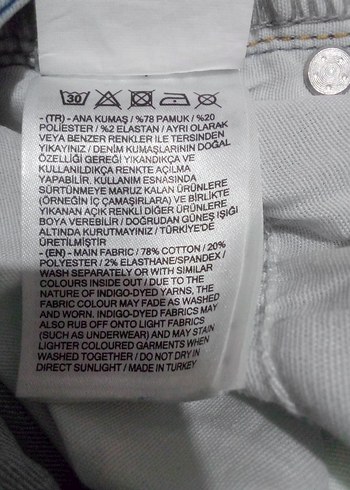 30
- (TR) - ANA KUMAŞ / %78 PAMUK / %20
POLİESTER / %2 ELASTAN / AYRI OLARAK
VEYA BENZER RENKLER İLE TERSINDEN
YIKAYINIZ / DENİM KUMAŞLARININ DOĞAL
ÖZELLİĞİ GEREĞİ YIKANDIKÇA VE
KULLANILDIKÇA RENKTE AÇILMA
YAPABİLİR. KULLANIM ESNASINDA
SÜRTÜNMEYE MARUZ KALAN ÜRÜNLERE
(ÖRNEĞİN İÇ ÇAMAŞIRLARA) VE BİRLİKTE
YIKANAN AÇIK RENKLİ DİĞER ÜRÜNLERE
BOYA VEREBİLİR / DOĞRUDAN GÜNEŞ IŞIĞI
ALTINDA KURUTMAYINIZ / TÜRKİYE'DE
ÜRETİLMİŞTİR
- (EN) - MAIN FABRIC / 78% COTTON / 20%
POLYESTER / 2% ELASTHANE/SPANDEX /
WASH SEPARATELY OR WITH SIMILAR
COLOURS INSIDE OUT / DUE TO THE
NATURE OF INDIGO-DYED YARNS, THE
FABRIC COLOUR MAY FADE AS WASHED
AND WORN. INDIGO FABRICS MAY
ALSO RUB OFF ONTO LIGHT FABRICS
(SUCH AS UNDERWEAR) AND MAY STAIN
LIGHTER COLOURED GARMENTS WHEN
WASHED TOGETHER / DO NOT DRY IN
DIRECT SUNLIGHT / MADE IN TURKEY